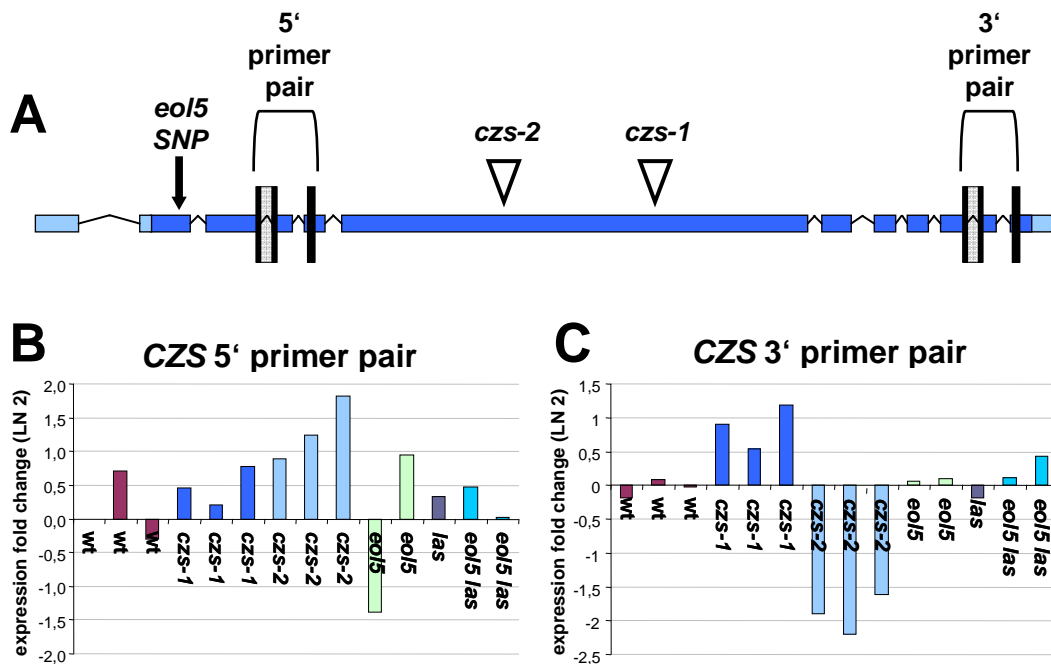 5‘
primer
pair
3‘
primer
pair
A
eol5
SNP
czs-2
czs-1
B
CZS 5‘ primer pair
expression fold change (LN 2)
2,0
1,5
1,0
0,5
0,0
-0,5
-1,0
-1,5
-2,0
wt
wt
wt
czs-1
czs-1
czs-1
czs-2
czs-2
czs-2
eol5
eol5
las
eol5 las
eol5 las
C
CZS 3‘ primer pair
expression fold change (LN 2)
1,5
1
0,5
0
-0,5
-1
-1,5
-2
-2,5
wt
wt
wt
czs-1
czs-1
czs-1
czs-2
czs-2
czs-2
eol5
eol5
las
eol5 las
eol5 las